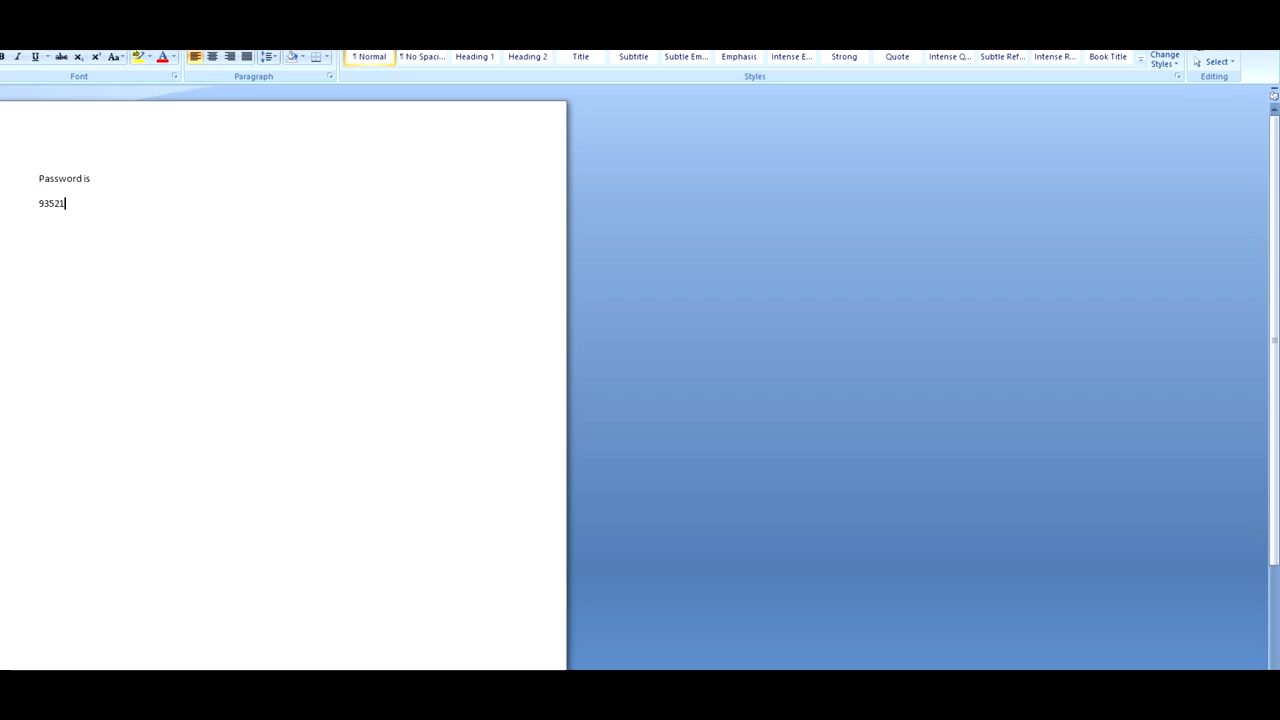 B I U abc X₂ X² Aa A
Normal No Spaci... Heading 1 Heading 2 Title Subtitle Subtle Em... Emphasis Intense E... Strong Quote Intense Q... Subtle Ref... Intense R... Book Title
Change
Styles
Select
Font Paragraph Styles Editing
Password is
93521